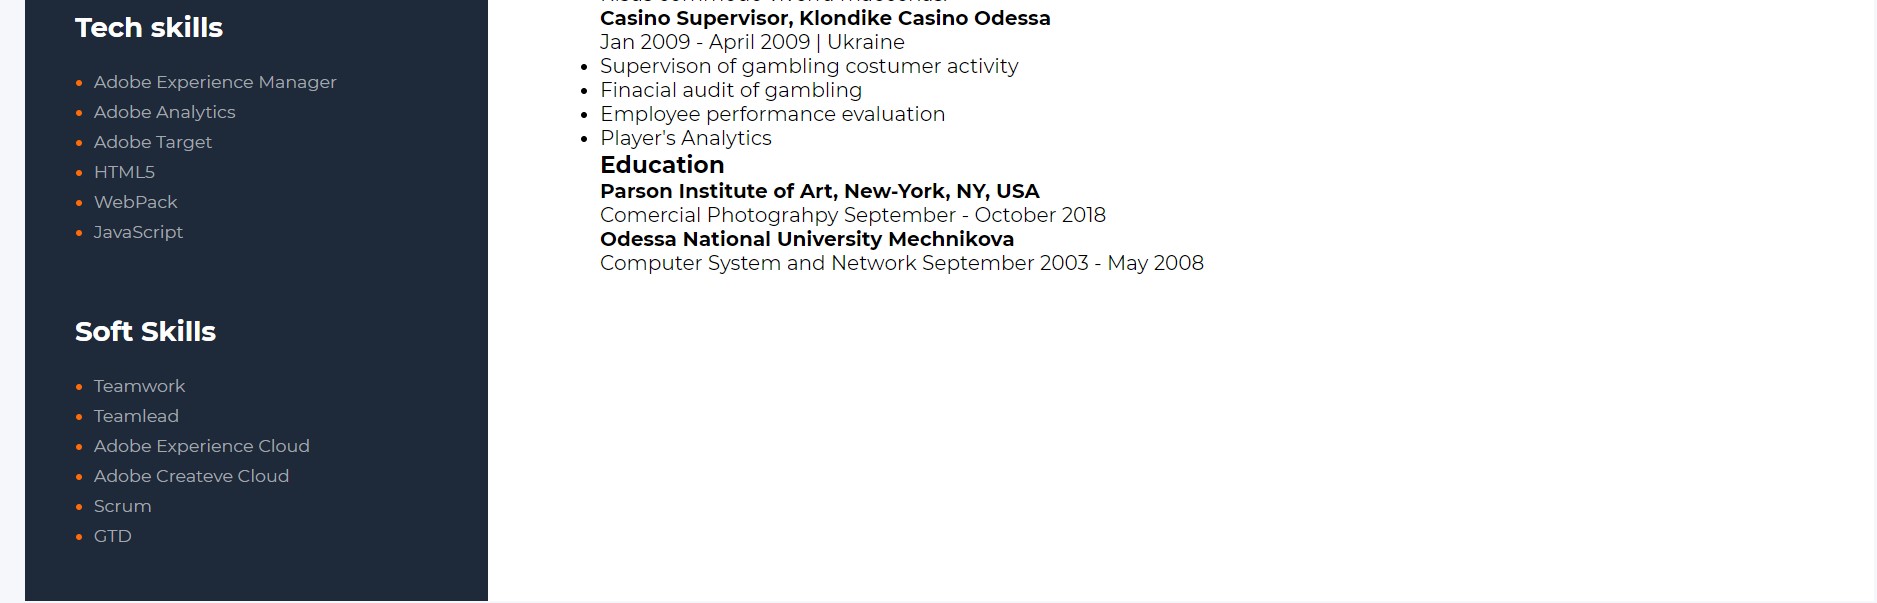 Tech skills
Adobe Experience Manager
Adobe Analytics
Adobe Target
HTML5
WebPack
JavaScript
Soft Skills
Teamwork
Teamlead
Adobe Experience Cloud
Adobe Createve Cloud
Scrum
GTD
Casino Supervisor, Klondike Casino Odessa
Jan 2009 - April 2009 | Ukraine
Supervison of gambling costumer activity
Finacial audit of gambling
Employee performance evaluation
Player's Analytics
Education
Parson Institute of Art, New-York, NY, USA
Comercial Photograhpy September - October 2018
Odessa National University Mechnikova
Computer System and Network September 2003 - May 2008